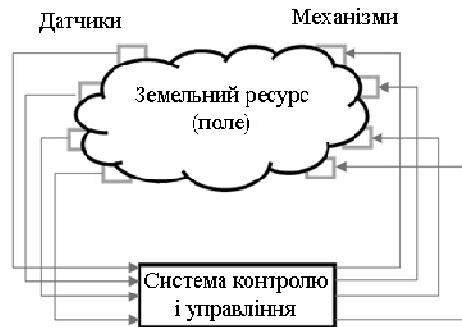 Датчики
Механізми
Земельний ресурс
(поле)
Система контролю
і управління